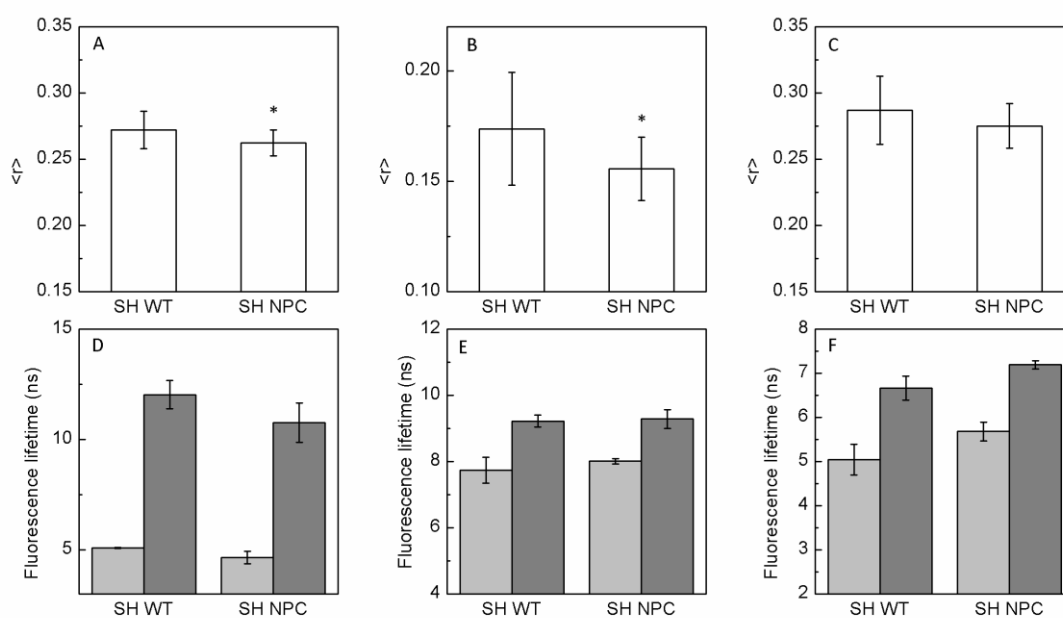 A
<r>
0.35
0.30
0.25
0.20
0.15
*
SH WT SH NPC
B
<r>
0.20
0.15
0.10
*
SH WT SH NPC
C
<r>
0.35
0.30
0.25
0.20
0.15
SH WT SH NPC
D
Fluorescence lifetime (ns)
15
10
5
SH WT SH NPC
E
Fluorescence lifetime (ns)
12
10
8
6
4
SH WT SH NPC
F
Fluorescence lifetime (ns)
8
7
6
5
4
3
2
SH WT SH NPC